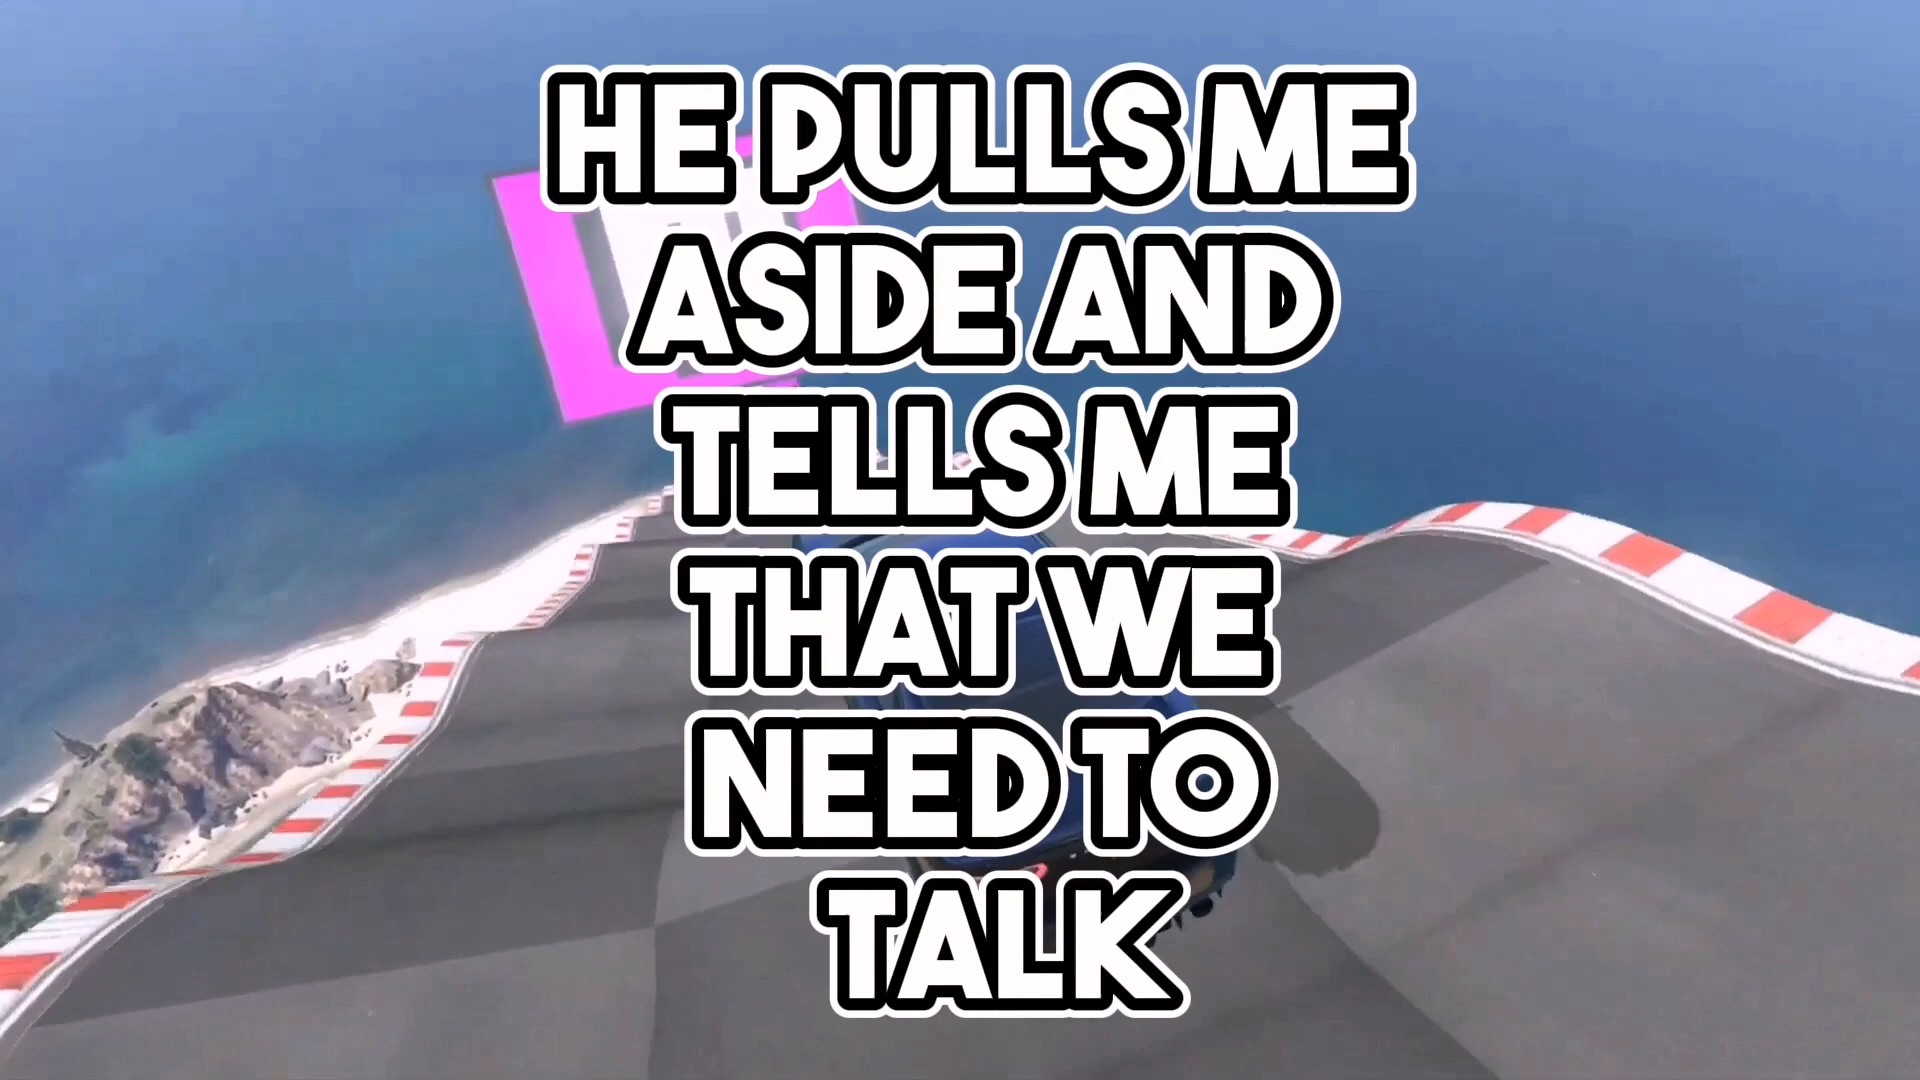 HE PULLS ME
ASIDE AND
TELLS ME
THAT WE
NEED TO
TALK